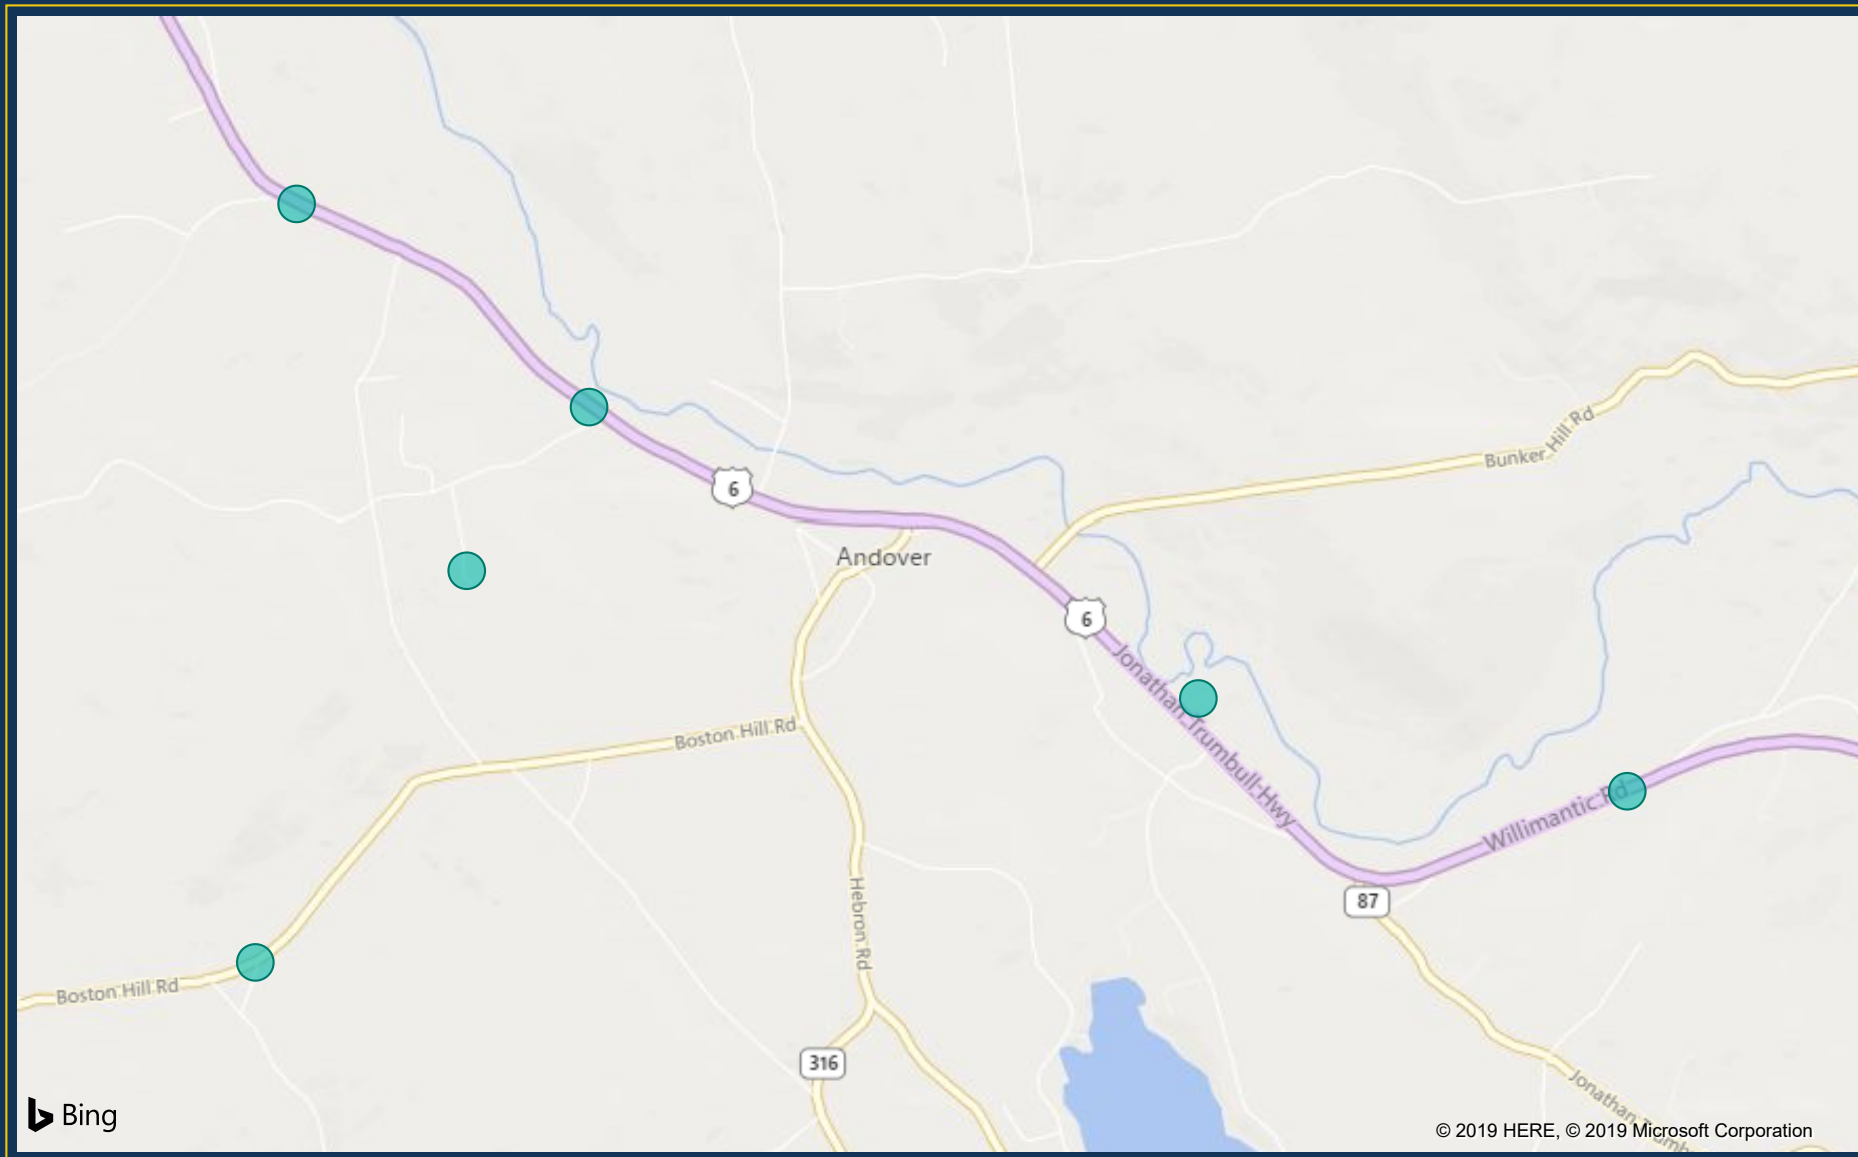 Bunker Hill Rd
6
Andover
6
Jonathan Trumbull Hwy
Boston Hill Rd
Willimantic Rd
87
Hebron Rd
Boston Hill Rd
316
Jonathan
Bing
© 2019 HERE, © 2019 Microsoft Corporation